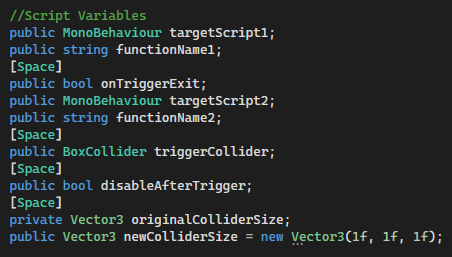 //Script Variables
public MonoBehaviour targetScript1;
public string functionName1;
[Space]
public bool onTriggerExit;
public MonoBehaviour targetScript2;
public string functionName2;
[Space]
public BoxCollider triggerCollider;
[Space]
public bool disableAfterTrigger;
[Space]
private Vector3 originalColliderSize;
public Vector3 newColliderSize = new Vector3(1f, 1f, 1f);